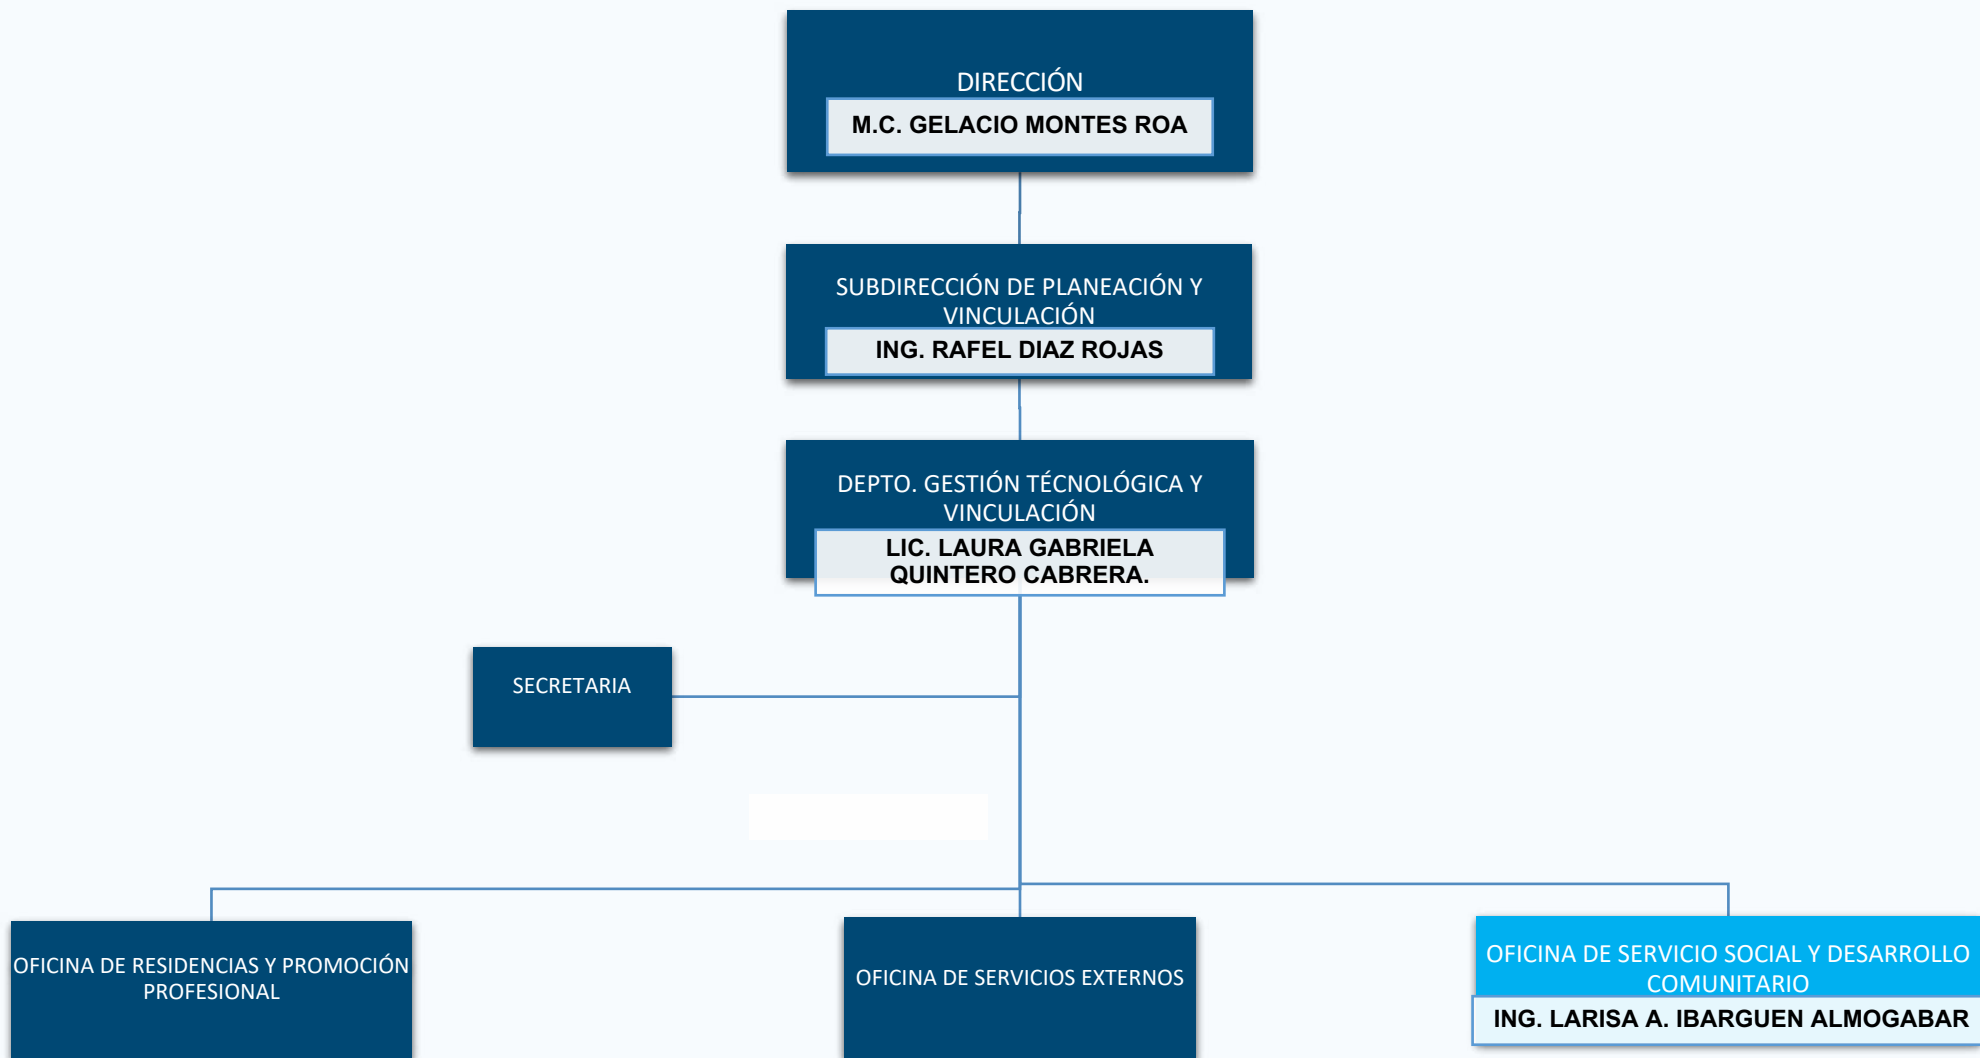 DIRECCIÓN
M.C. GELACIO MONTES ROA
SUBDIRECCIÓN DE PLANEACIÓN Y
VINCULACIÓN
ING. RAFEL DIAZ ROJAS
DEPTO. GESTIÓN TÉCNOLÓGICA Y
VINCULACIÓN
LIC. LAURA GABRIELA
QUINTERO CABRERA.
SECRETARIA
OFICINA DE RESIDENCIAS Y PROMOCIÓN
PROFESIONAL
OFICINA DE SERVICIOS EXTERNOS
OFICINA DE SERVICIO SOCIAL Y DESARROLLO
COMUNITARIO
ING. LARISA A. IBARGUEN ALMOGABAR